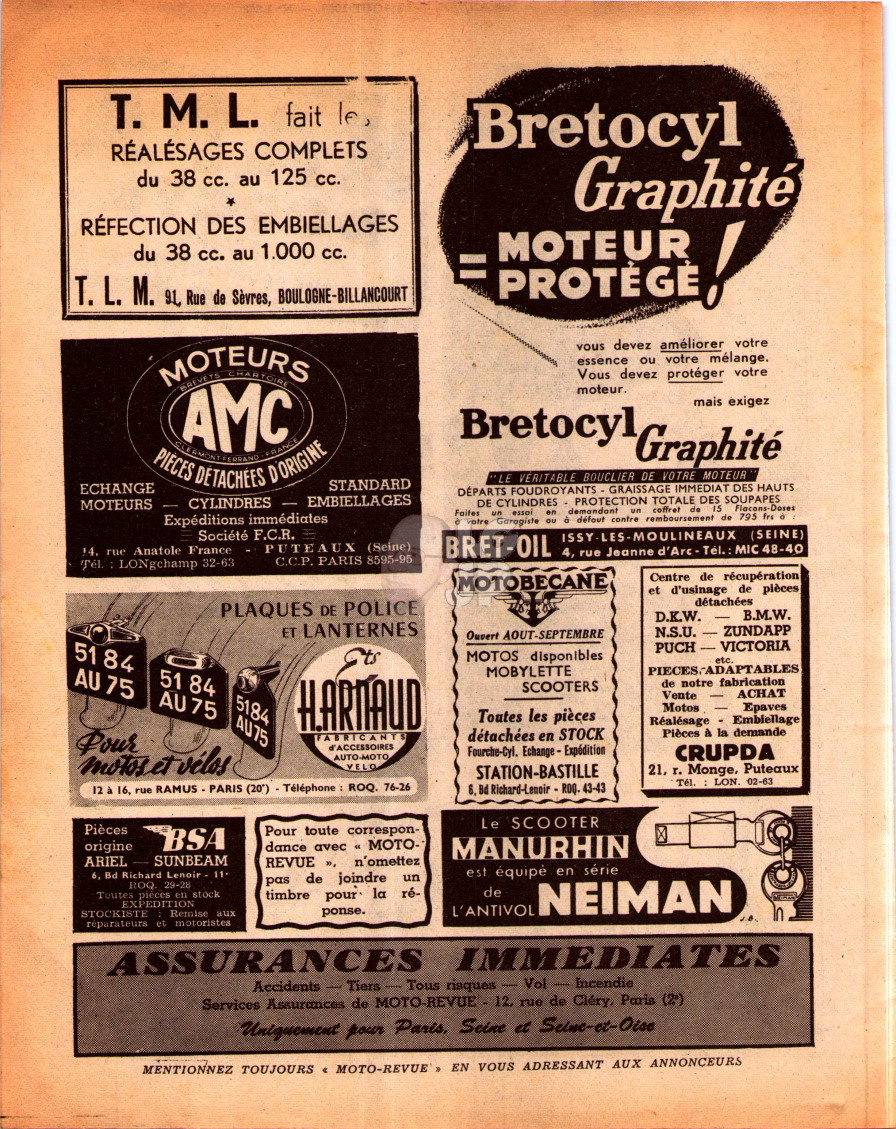 T. M. L. fait les
RÉALÉSAGES COMPLETS
du 38 cc. au 125 cc.
*
RÉFECTION DES EMBIELLAGES
du 38 cc. au 1.000 cc.
T. L. M. 91, Rue de Sèvres, BOULOGNE-BILLANCOURT
Bretocyl
Graphité
= MOTEUR
PROTÉGÉ !
vous devez améliorer votre
essence ou votre mélange.
Vous devez protéger votre
moteur.
mais exigez
Bretocyl Graphité
"LE VÉRITABLE BOUCLIER DE VOTRE MOTEUR"
DÉPARTS FOUDROYANTS - GRAISSAGE IMMEDIAT DES HAUTS
DE CYLINDRES - PROTECTION TOTALE DES SOUPAPES
Faites un essai en demandant un coffret de 15 Flacons-Doses
à votre Garagiste ou à défaut contre remboursement de 795 frs à :
BRET-OIL ISSY-LES-MOULINEAUX (SEINE)
4, rue Jeanne d'Arc - Tél. : MIC 48-40
MOTEURS
BREVETS CHARTOIRE
AMC
CLERMONT-FERRAND - FRANCE
PIÈCES DÉTACHÉES D'ORIGINE
ECHANGE STANDARD
MOTEURS — CYLINDRES — EMBIELLAGES
Expéditions immédiates
Société F.C.R.
14, rue Anatole France - PUTEAUX (Seine)
Tél. : LONgchamp 32-63 C.C.P. PARIS 8595-95
PLAQUES DE POLICE
ET LANTERNES
51 84
AU 75
51 84
AU 75
5184
AU75
Ets
H.ARNAUD
FABRICANTS
d'ACCESSOIRES
AUTO-MOTO
VELO
Pour
motos et vélos
12 à 16, rue RAMUS - PARIS (20e) - Téléphone : ROQ. 76-26
MOTOBECANE
Ouvert AOUT-SEPTEMBRE
MOTOS disponibles
MOBYLETTE
SCOOTERS
Toutes les pièces
détachées en STOCK
Fourche-Cyl. Echange - Expédition
STATION-BASTILLE
6, Bd Richard-Lenoir - ROQ. 43-43
Centre de récupération
et d'usinage de pièces
détachées
D.K.W. — B.M.W.
N.S.U. — ZUNDAPP
PUCH — VICTORIA
etc.
PIECES ADAPTABLES
de notre fabrication
Vente — ACHAT
Motos — Epaves
Réalésage - Embiellage
Pièces à la demande
CRUPDA
21, r. Monge, Puteaux
Tél. : LON. 02-63
Pièces
origine BSA
ARIEL — SUNBEAM
6, Bd Richard Lenoir - 11e
ROQ. 29-28
Toutes pièces en stock
EXPEDITION
STOCKISTE : Remise aux
réparateurs et motoristes
Pour toute correspon-
dance avec « MOTO-
REVUE », n'omettez
pas de joindre un
timbre pour la ré-
ponse.
Le SCOOTER
MANURHIN
est équipé en série
de
L'ANTIVOL NEIMAN
NEIMAN
J.B.
ASSURANCES IMMEDIATES
Accidents — Tiers — Tous risques — Vol — Incendie
Services Assurances de MOTO-REVUE - 12, rue de Cléry, Paris (2e)
Uniquement pour Paris, Seine et Seine-et-Oise
MENTIONNEZ TOUJOURS « MOTO-REVUE » EN VOUS ADRESSANT AUX ANNONCEURS